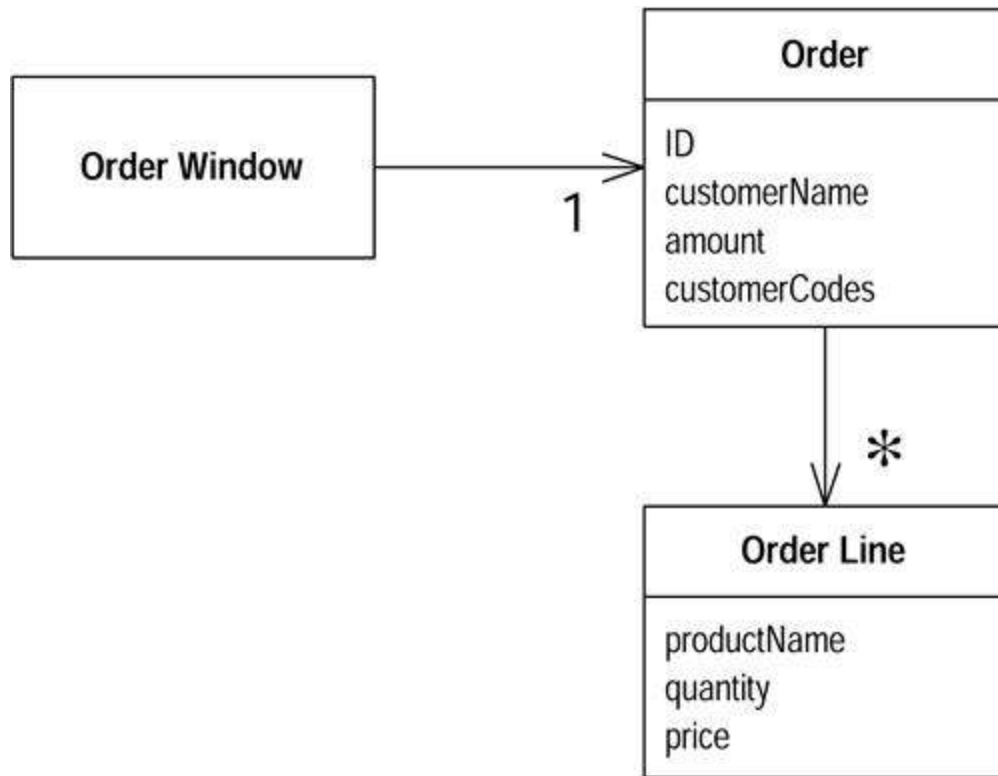 Order
ID
customerName
amount
customerCodes
Order Window
1
*
Order Line
productName
quantity
price